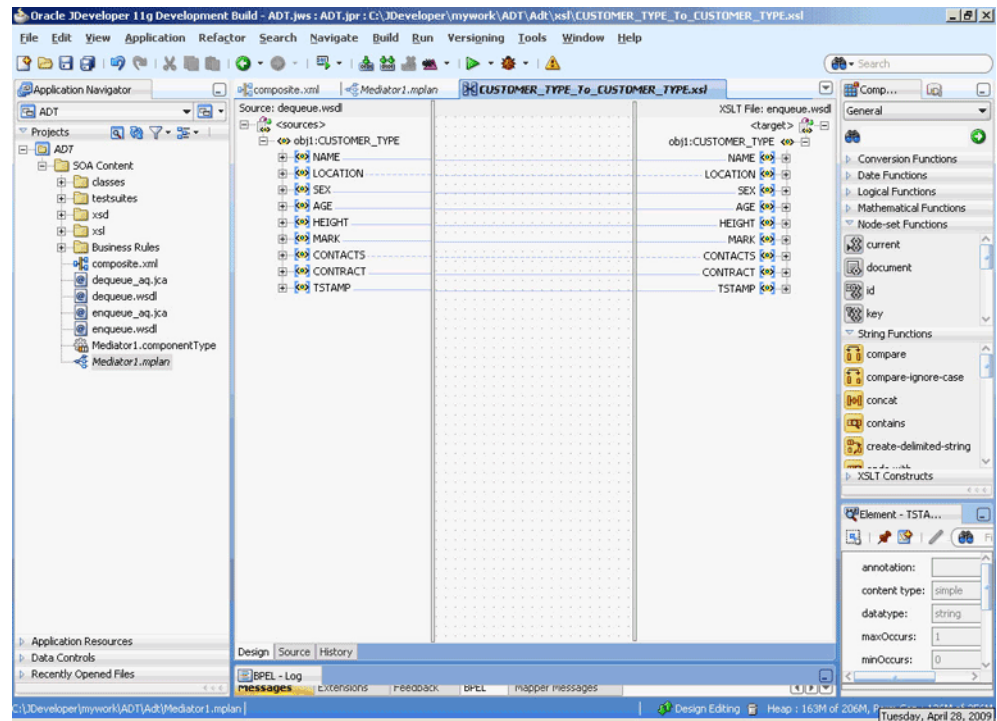 Oracle JDeveloper 11g Development Build - ADT.jws : ADT.jpr : C:\JDeveloper\mywork\ADT\Adt\xsl\CUSTOMER_TYPE_To_CUSTOMER_TYPE.xsl
File Edit View Application Refactor Search Navigate Build Run Versioning Tools Window Help
Search
Application Navigator
composite.xml
Mediator1.mplan
CUSTOMER_TYPE_To_CUSTOMER_TYPE.xsl
Comp...
ADT
Source: dequeue.wsdl
XSLT File: enqueue.wsdl
General
Projects
<sources>
<target>
ADT
obj1:CUSTOMER_TYPE
obj1:CUSTOMER_TYPE
SOA Content
NAME
NAME
Conversion Functions
classes
LOCATION
LOCATION
Date Functions
testsuites
SEX
SEX
Logical Functions
xsd
AGE
AGE
Mathematical Functions
xsl
HEIGHT
HEIGHT
Node-set Functions
Business Rules
MARK
MARK
current
composite.xml
CONTACTS
CONTACTS
document
dequeue_aq.jca
CONTRACT
CONTRACT
id
dequeue.wsdl
TSTAMP
TSTAMP
key
enqueue_aq.jca
enqueue.wsdl
String Functions
Mediator1.componentType
compare
Mediator1.mplan
compare-ignore-case
concat
contains
create-delimited-string
XSLT Constructs
Element - TSTA...
annotation:
content type: simple
datatype: string
maxOccurs: 1
minOccurs: 0
Application Resources
Data Controls
Recently Opened Files
Design Source History
BPEL - Log
Messages Extensions Feedback BPEL Mapper Messages
C:\JDeveloper\mywork\ADT\Adt\Mediator1.mplan
Design Editing
Heap : 163M of 206M,
Tuesday, April 28, 2009